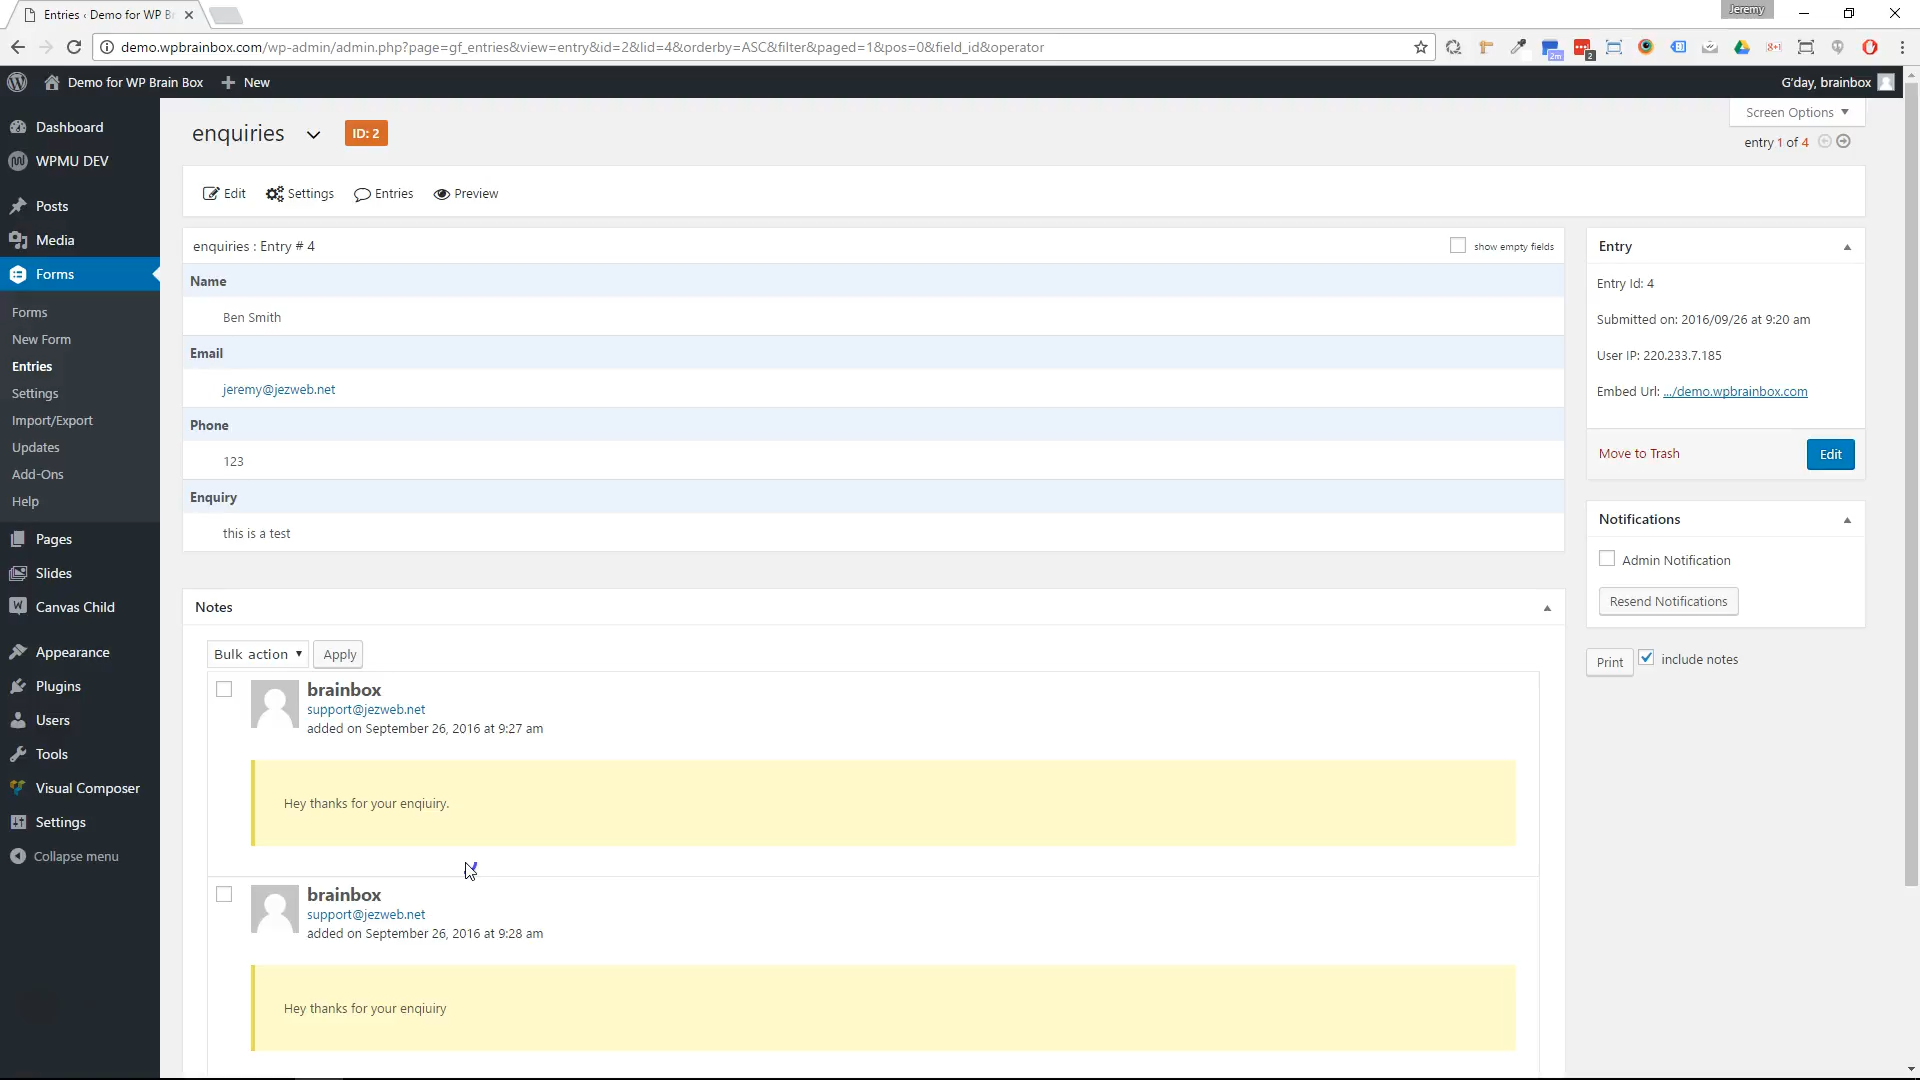 Entries ‹ Demo for WP B
Jeremy
demo.wpbrainbox.com/wp-admin/admin.php?page=gf_entries&view=entry&id=2&lid=4&orderby=ASC&filter&paged=1&pos=0&field_id&operator
2m
2
g+1
Demo for WP Brain Box
New
G'day, brainbox
Dashboard
WPMU DEV
Posts
Media
Forms
Forms
New Form
Entries
Settings
Import/Export
Updates
Add-Ons
Help
Pages
Slides
Canvas Child
Appearance
Plugins
Users
Tools
Visual Composer
Settings
Collapse menu
Screen Options
enquiries
ID: 2
entry 1 of 4
Edit
Settings
Entries
Preview
enquiries : Entry # 4
show empty fields
Name
Ben Smith
Email
jeremy@jezweb.net
Phone
123
Enquiry
this is a test
Notes
Bulk action
Apply
brainbox
support@jezweb.net
added on September 26, 2016 at 9:27 am
Hey thanks for your enqiuiry.
brainbox
support@jezweb.net
added on September 26, 2016 at 9:28 am
Hey thanks for your enqiuiry
Entry
Entry Id: 4
Submitted on: 2016/09/26 at 9:20 am
User IP: 220.233.7.185
Embed Url: .../demo.wpbrainbox.com
Move to Trash
Edit
Notifications
Admin Notification
Resend Notifications
Print
include notes